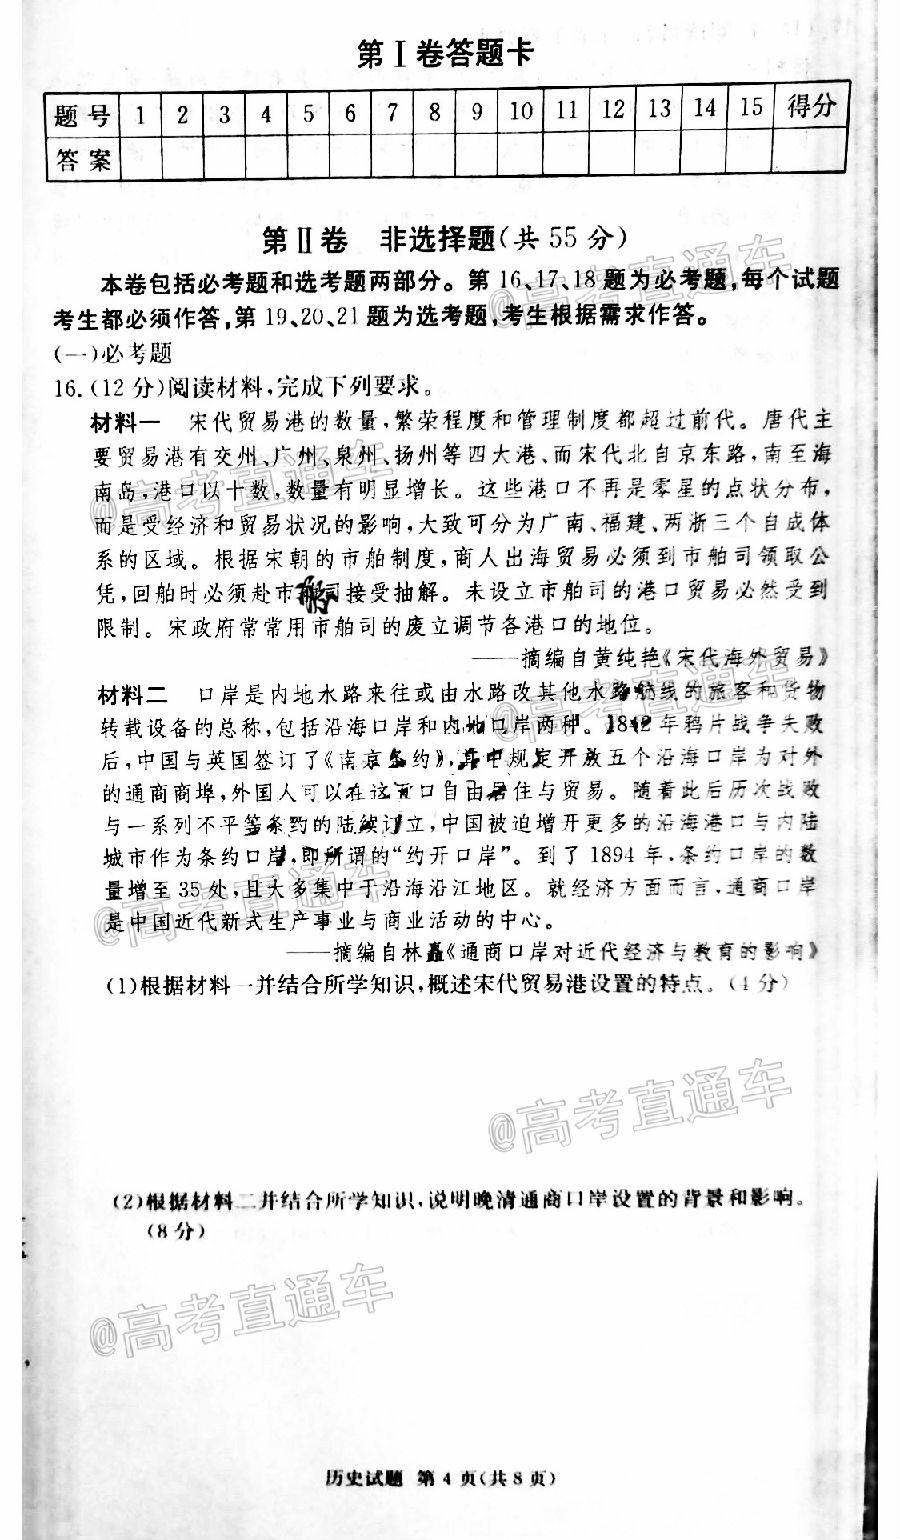 第Ⅰ卷答题卡
题号 1 2 3 4 5 6 7 8 9 10 11 12 13 14 15 得分
答案
第Ⅱ卷 非选择题(共55分)
本卷包括必考题和选考题两部分。第16、17、18题为必考题,每个试题
考生都必须作答,第19、20、21题为选考题,考生根据需求作答。
(一)必考题
16.(12分)阅读材料,完成下列要求。
材料一 宋代贸易港的数量,繁荣程度和管理制度都超过前代。唐代主
要贸易港有交州、广州、泉州、扬州等四大港、而宋代北自京东路,南至海
南岛,港口以十数,数量有明显增长。这些港口不再是零星的点状分布,
而是受经济和贸易状况的影响,大致可分为广南、福建、两浙三个自成体
系的区域。根据宋朝的市舶制度,商人出海贸易必须到市舶司领取公
凭,回舶时必须赴市舶司接受抽解。未设立市舶司的港口贸易必然受到
限制。宋政府常常用市舶司的废立调节各港口的地位。
——摘编自黄纯艳《宋代海外贸易》
材料二 口岸是内地水路来往或由水路改其他水路航线的旅客和货物
转载设备的总称,包括沿海口岸和内地口岸两种。1842年鸦片战争失败
后,中国与英国签订了《南京条约》,其中规定开放五个沿海口岸为对外
的通商商埠,外国人可以在这五口自由居住与贸易。随着此后历次战败
与一系列不平等条约的陆续订立,中国被迫增开更多的沿海港口与内陆
城市作为条约口岸,即所谓的“约开口岸”。到了1894年,条约口岸的数
量增至35处,且大多集中于沿海沿江地区。就经济方面而言,通商口岸
是中国近代新式生产事业与商业活动的中心。
——摘编自林矗《通商口岸对近代经济与教育的影响》
(1)根据材料一并结合所学知识,概述宋代贸易港设置的特点。(4分)
(2)根据材料二并结合所学知识,说明晚清通商口岸设置的背景和影响。
(8分)
历史试题 第4页(共8页)
@高考直通车
@高考直通车
@高考直通车
@高考直通车
@高考直通车
@高考直通车